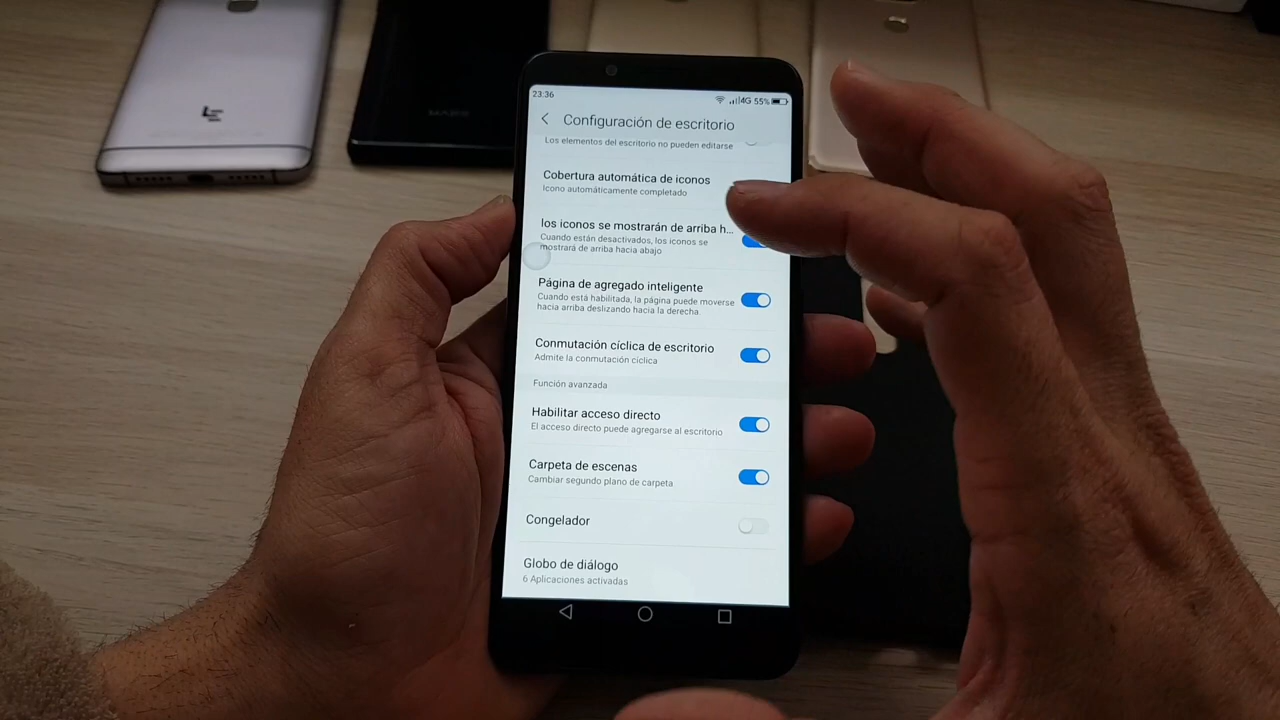 23:36
4G 55%
Configuración de escritorio
Los elementos del escritorio no pueden editarse
Cobertura automática de iconos
Icono automáticamente completado
los iconos se mostrarán de arriba h...
Cuando están desactivados, los iconos se
mostrará de arriba hacia abajo
Página de agregado inteligente
Cuando está habilitada, la página puede moverse
hacia arriba deslizando hacia la derecha.
Conmutación cíclica de escritorio
Admite la conmutación cíclica
Función avanzada
Habilitar acceso directo
El acceso directo puede agregarse al escritorio
Carpeta de escenas
Cambiar segundo plano de carpeta
Congelador
Globo de diálogo
6 Aplicaciones activadas